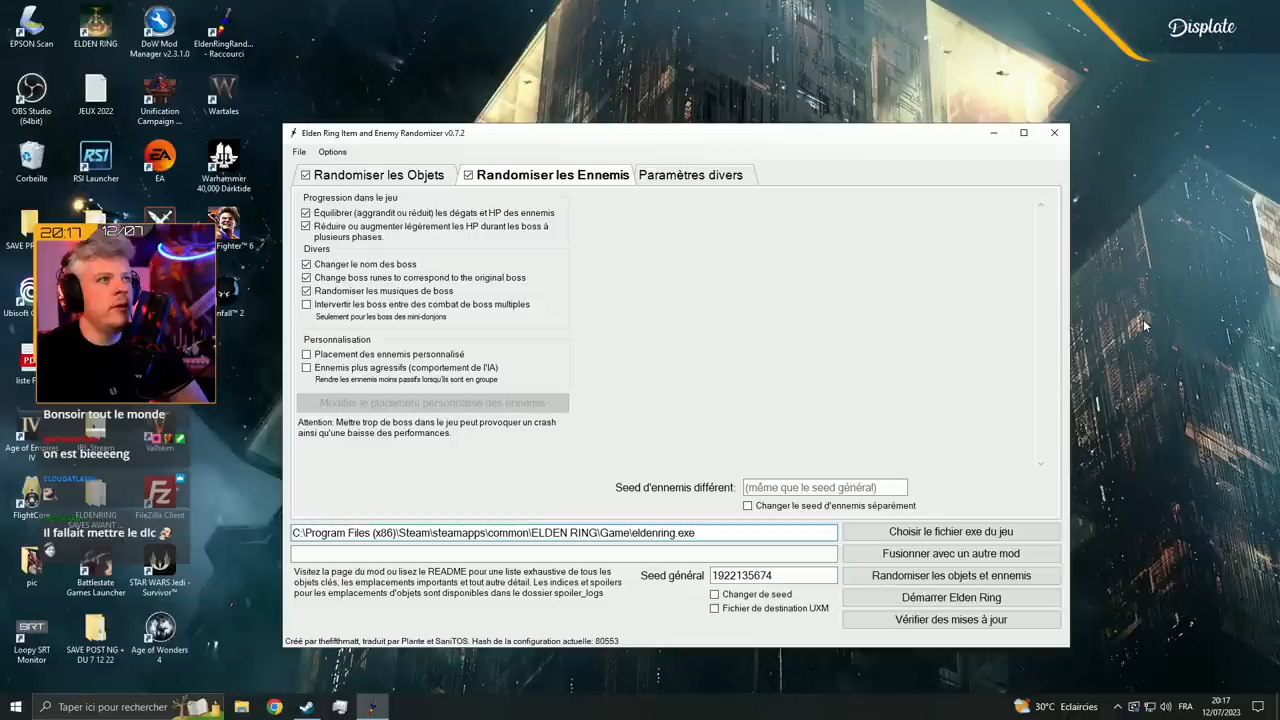 Displate
EPSON Scan
ELDEN RING
DoW Mod
Manager v2.3.1.0
EldenRingRand...
- Raccourci
OBS Studio
(64bit)
JEUX 2022
Unification
Campaign ...
Wartales
Corbeille
RSI Launcher
EA
Warhammer
40,000 Darktide
Elden Ring Item and Enemy Randomizer v0.7.2
File
Options
Randomiser les Objets
Randomiser les Ennemis
Paramètres divers
Progression dans le jeu
Équilibrer (aggrandit ou réduit) les dégats et HP des ennemis
Réduire ou augmenter légèrement les HP durant les boss à
plusieurs phases.
Divers
Changer le nom des boss
Change boss runes to correspond to the original boss
Randomiser les musiques de boss
Intervertir les boss entre des combat de boss multiples
Seulement pour les boss des mini-donjons
Personnalisation
Placement des ennemis personnalisé
Ennemis plus agressifs (comportement de l'IA)
Rendre les ennemis moins passifs lorsqu'ils sont en groupe
Modifier le placement personnalisé des ennemis
Attention: Mettre trop de boss dans le jeu peut provoquer un crash
ainsi qu'une baisse des performances.
Seed d'ennemis différent:
(même que le seed général)
Changer le seed d'ennemis séparément
C:\Program Files (x86)\Steam\steamapps\common\ELDEN RING\Game\eldenring.exe
Choisir le fichier exe du jeu
Fusionner avec un autre mod
Visitez la page du mod ou lisez le README pour une liste exhaustive de tous les
objets clés, les emplacements importants et tout autre détail. Les indices et spoilers
pour les emplacements d'objets sont disponibles dans le dossier spoiler_logs
Seed général
1922135674
Randomiser les objets et ennemis
Changer de seed
Démarrer Elden Ring
Fichier de destination UXM
Vérifier des mises à jour
Créé par thefifthmatt, traduit par Plante et SaniTOS. Hash de la configuration actuelle: 80553
SAVE PR
Fighter™ 6
20:17
12/07
Ubisoft
nfall™ 2
PDF
liste F
Bonsoir tout le monde
Age of Empires
IV
IRL Stream
Valheim
on est bieeeeng
CLOUDATLAS
FlightCore
ELDENRING
SAVES AVANT ...
FileZilla Client
Il fallait mettre le dlc
pic
Battlestate
Games Launcher
STAR WARS Jedi -
Survivor™
SRT
Loopy SRT
Monitor
SAVE POST NG +
DU 7 12 22
Age of Wonders
4
Taper ici pour rechercher
30°C Eclaircies
FRA
20:17
12/07/2023